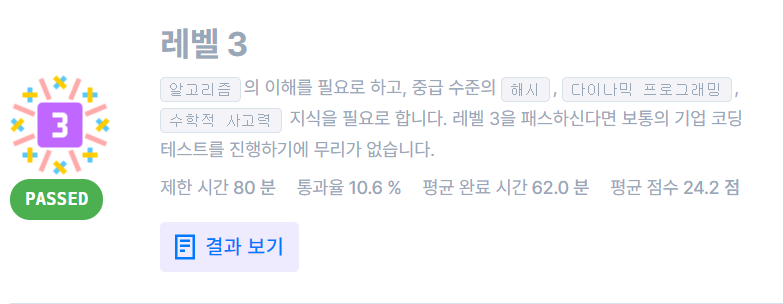 레벨 3
알고리즘 의 이해를 필요로 하고, 중급 수준의 해시 , 다이나믹 프로그래밍 ,
3
수학적 사고력 지식을 필요로 합니다. 레벨 3을 패스하신다면 보통의 기업 코딩
테스트를 진행하기에 무리가 없습니다.
PASSED
제한 시간 80 분 통과율 10.6 % 평균 완료 시간 62.0 분 평균 점수 24.2 점
결과 보기